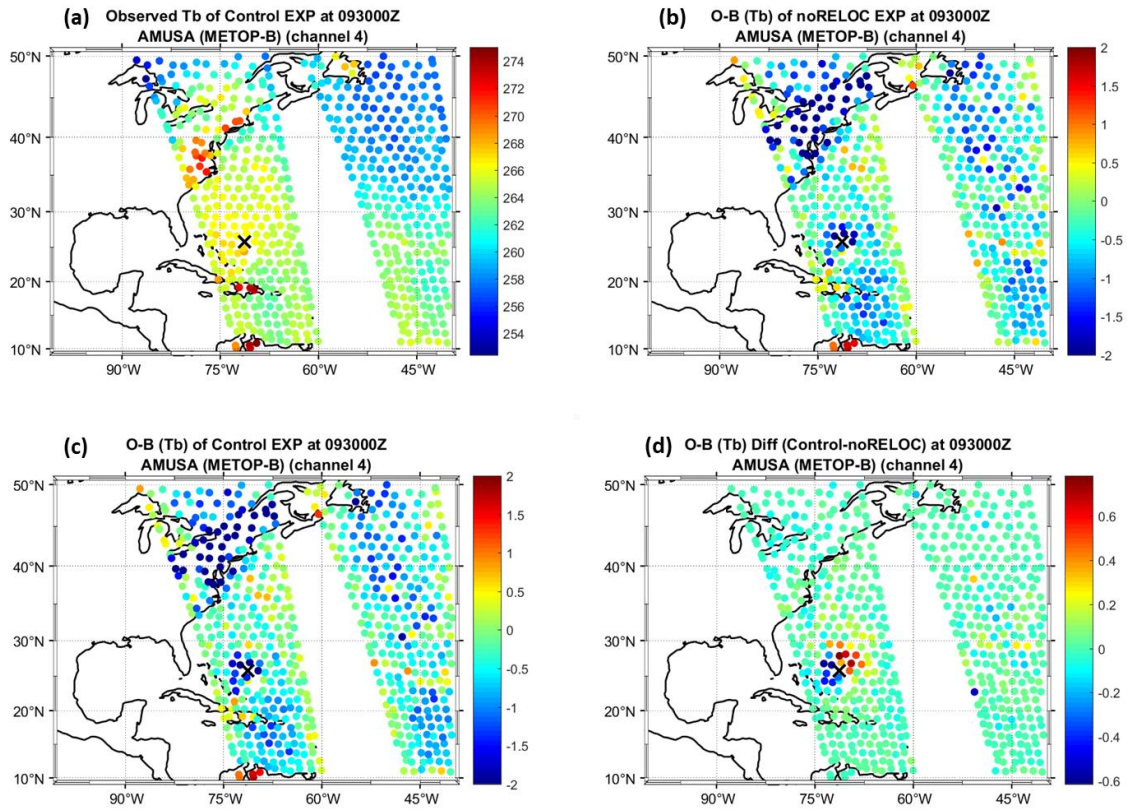 (a)
Observed Tb of Control EXP at 093000Z
AMUSA (METOP-B) (channel 4)
50°N
40°N
30°N
20°N
10°N
90°W
75°W
60°W
45°W
274
272
270
268
266
264
262
260
258
256
254
(b)
O-B (Tb) of noRELOC EXP at 093000Z
AMUSA (METOP-B) (channel 4)
50°N
40°N
30°N
20°N
10°N
90°W
75°W
60°W
45°W
2
1.5
1
0.5
0
-0.5
-1
-1.5
-2
(c)
O-B (Tb) of Control EXP at 093000Z
AMUSA (METOP-B) (channel 4)
50°N
40°N
30°N
20°N
10°N
90°W
75°W
60°W
45°W
2
1.5
1
0.5
0
-0.5
-1
-1.5
-2
(d)
O-B (Tb) Diff (Control-noRELOC) at 093000Z
AMUSA (METOP-B) (channel 4)
50°N
40°N
30°N
20°N
10°N
90°W
75°W
60°W
45°W
0.6
0.4
0.2
0
-0.2
-0.4
-0.6